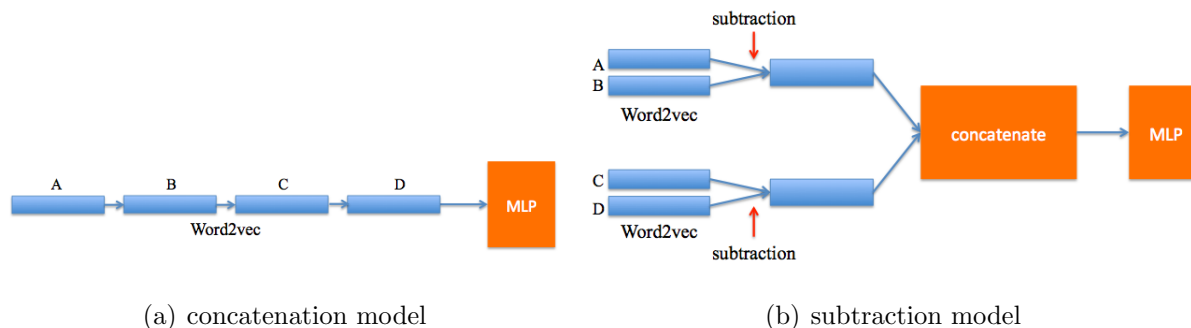 A B C D
Word2vec
MLP
(a) concatenation model
subtraction
A
B
Word2vec
C
D
Word2vec
subtraction
concatenate
MLP
(b) subtraction model